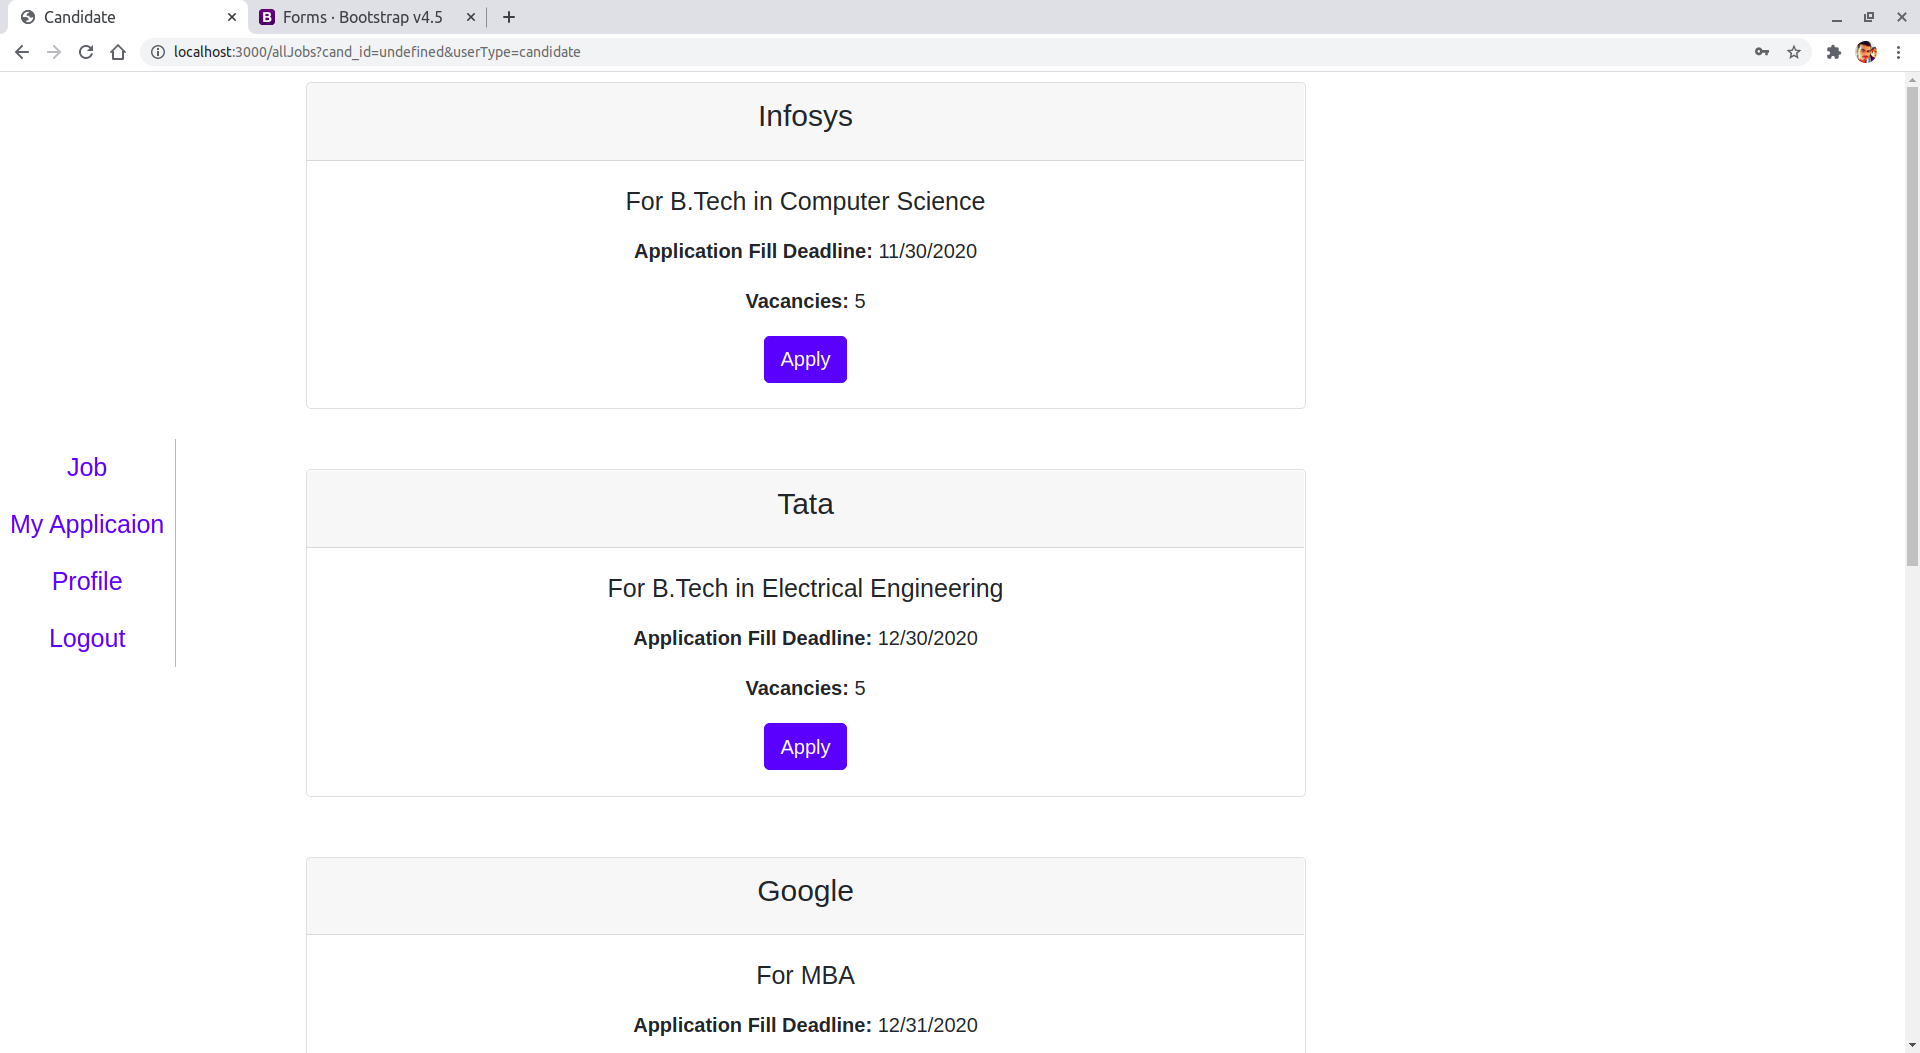 Candidate
Forms · Bootstrap v4.5
localhost:3000/allJobs?cand_id=undefined&userType=candidate
Infosys
For B.Tech in Computer Science
Application Fill Deadline: 11/30/2020
Vacancies: 5
Apply
Job
My Applicaion
Profile
Logout
Tata
For B.Tech in Electrical Engineering
Application Fill Deadline: 12/30/2020
Vacancies: 5
Apply
Google
For MBA
Application Fill Deadline: 12/31/2020